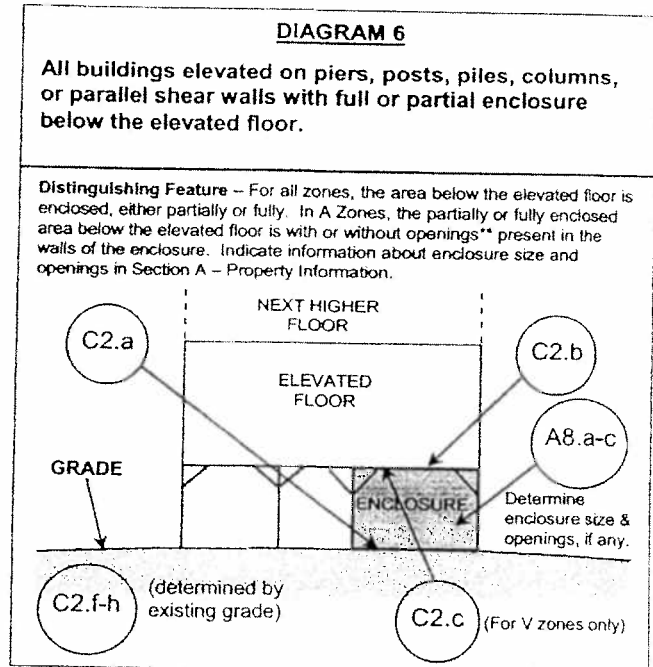 DIAGRAM 6
All buildings elevated on piers, posts, piles, columns,
or parallel shear walls with full or partial enclosure
below the elevated floor.
Distinguishing Feature – For all zones, the area below the elevated floor is
enclosed, either partially or fully. In A Zones, the partially or fully enclosed
area below the elevated floor is with or without openings** present in the
walls of the enclosure. Indicate information about enclosure size and
openings in Section A – Property Information.
NEXT HIGHER
FLOOR
C2.a
C2.b
ELEVATED
FLOOR
A8.a-c
GRADE
ENCLOSURE
Determine
enclosure size &
openings, if any.
C2.f-h
(determined by
existing grade)
C2.c
(For V zones only)